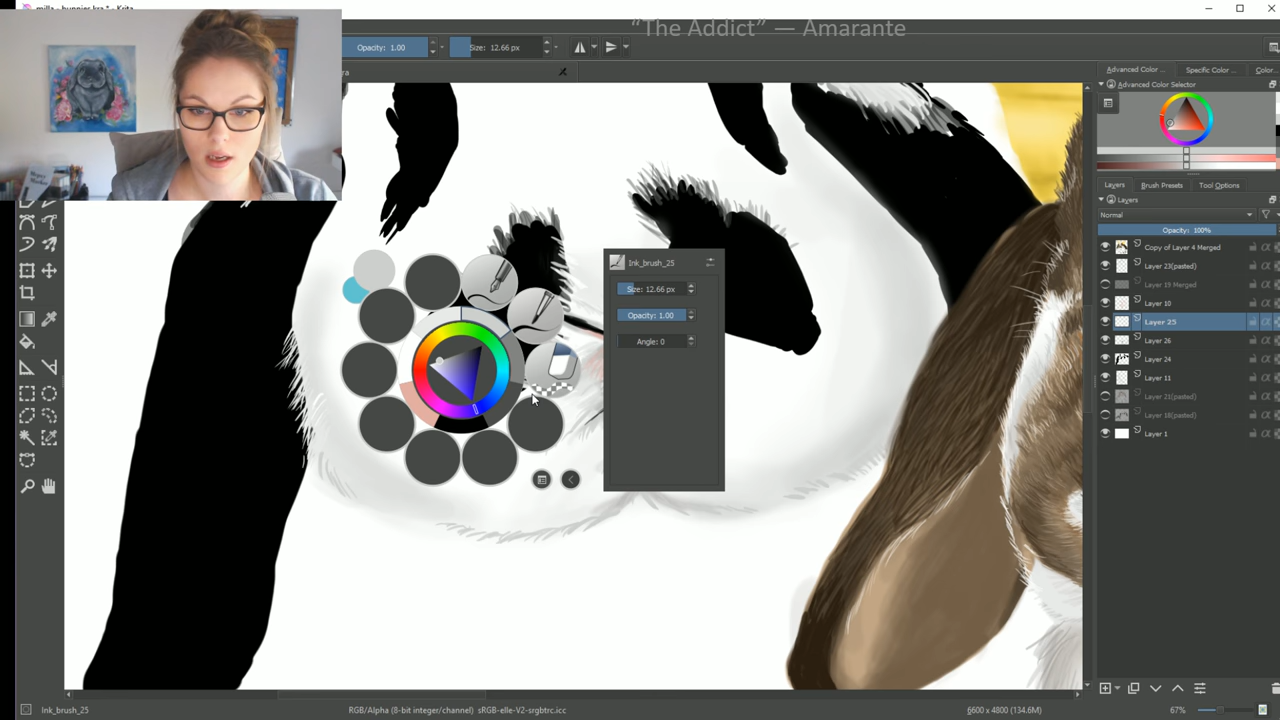 milla - bunnies.kra * - Krita
"The Addict" — Amarante
Opacity: 1.00
Size: 12.66 px
Advanced Color ...
Specific Color ...
Color...
Advanced Color Selector
Layers
Brush Presets
Tool Options
Layers
Normal
Opacity: 100%
Copy of Layer 4 Merged
Layer 23(pasted)
Layer 19 Merged
Layer 10
Layer 25
Layer 26
Layer 24
Layer 11
Layer 21(pasted)
Layer 18(pasted)
Layer 1
Ink_brush_25
Size: 12.66 px
Opacity: 1.00
Angle: 0
Ink_brush_25
RGB/Alpha (8-bit integer/channel) sRGB-elle-V2-srgbtrc.icc
6600 x 4800 (134.6M)
67%